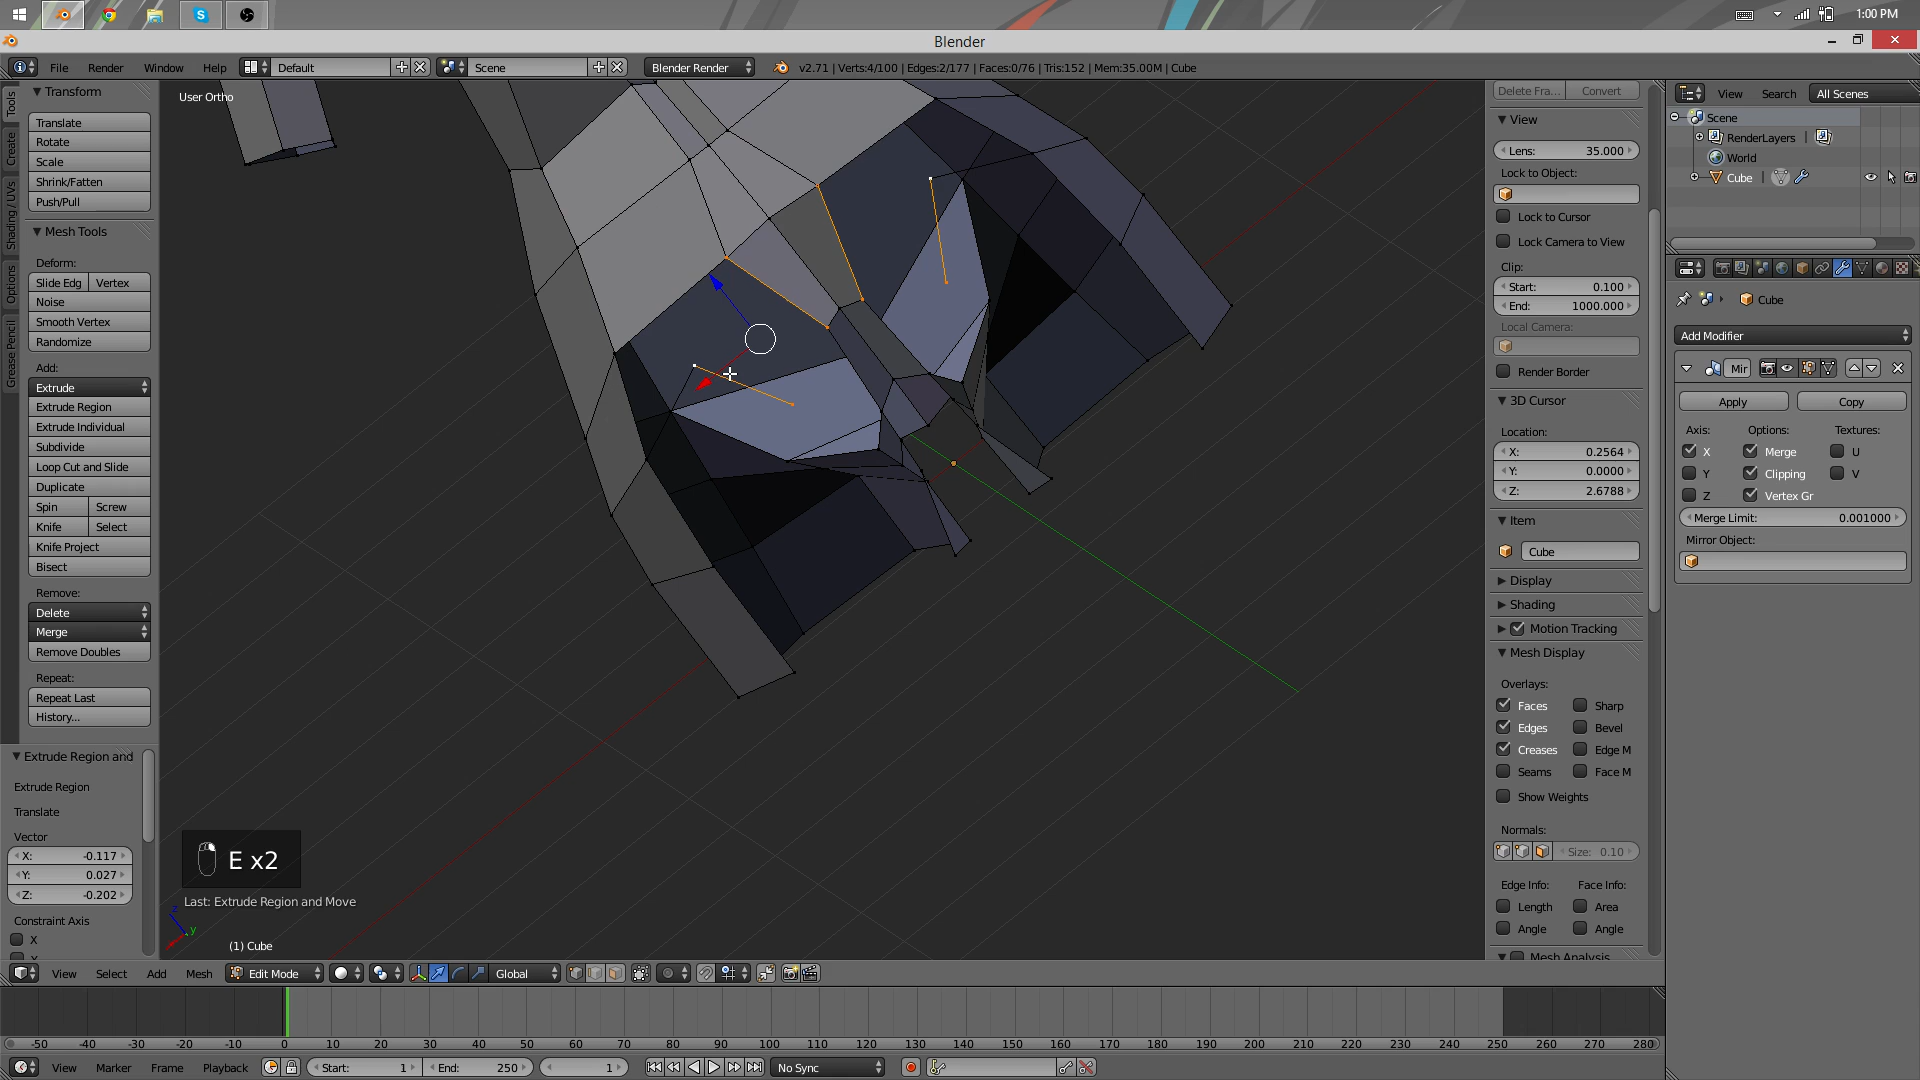 1:00 PM
Blender
File
Render
Window
Help
Default
Scene
Blender Render
v2.71 | Verts:4/100 | Edges:2/177 | Faces:0/76 | Tris:152 | Mem:35.00M | Cube
Tools
Create
Shading / UVs
Options
Grease Pencil
Transform
Translate
Rotate
Scale
Shrink/Fatten
Push/Pull
Mesh Tools
Deform:
Slide Edg
Vertex
Noise
Smooth Vertex
Randomize
Add:
Extrude
Extrude Region
Extrude Individual
Subdivide
Loop Cut and Slide
Duplicate
Spin
Screw
Knife
Select
Knife Project
Bisect
Remove:
Delete
Merge
Remove Doubles
Repeat:
Repeat Last
History...
Extrude Region and
Extrude Region
Translate
Vector
X: -0.117
Y: 0.027
Z: -0.202
Constraint Axis
X
User Ortho
E x2
Last: Extrude Region and Move
z
y
(1) Cube
Delete Fra...
Convert
View
Lens: 35.000
Lock to Object:
Lock to Cursor
Lock Camera to View
Clip:
Start: 0.100
End: 1000.000
Local Camera:
Render Border
3D Cursor
Location:
X: 0.2564
Y: 0.0000
Z: 2.6788
Item
Cube
Display
Shading
Motion Tracking
Mesh Display
Overlays:
Faces
Sharp
Edges
Bevel
Creases
Edge M
Seams
Face M
Show Weights
Normals:
Size: 0.10
Edge Info:
Face Info:
Length
Area
Angle
Angle
Mesh Analysis
View
Search
All Scenes
Scene
RenderLayers
World
Cube
Cube
Add Modifier
Mir
Apply
Copy
Axis:
Options:
Textures:
X
Merge
U
Y
Clipping
V
Z
Vertex Gr
Merge Limit: 0.001000
Mirror Object:
View
Select
Add
Mesh
Edit Mode
Global
-50 -40 -30 -20 -10 0 10 20 30 40 50 60 70 80 90 100 110 120 130 140 150 160 170 180 190 200 210 220 230 240 250 260 270 280
View
Marker
Frame
Playback
Start: 1
End: 250
1
No Sync